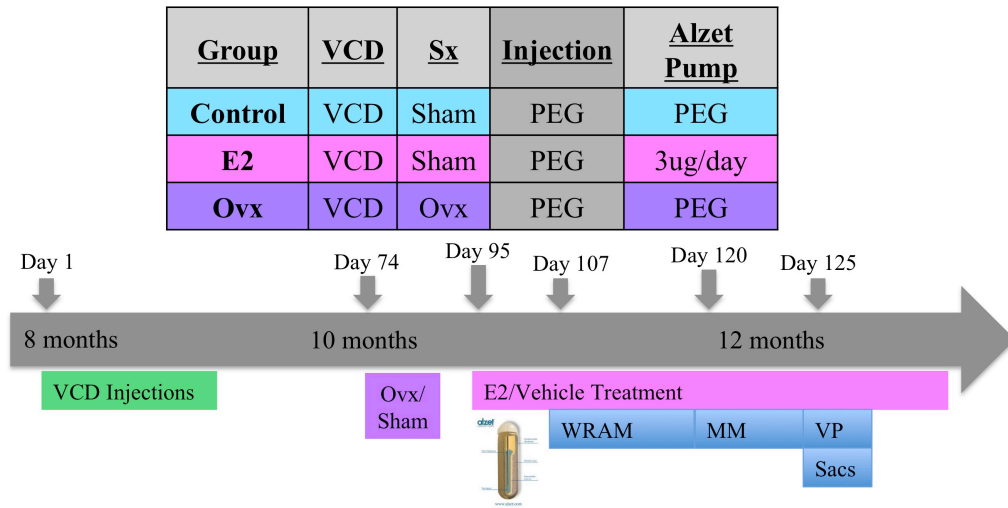 Group VCD Sx Injection Alzet Pump
Control VCD Sham PEG PEG
E2 VCD Sham PEG 3ug/day
Ovx VCD Ovx PEG PEG
Day 1 Day 74 Day 95 Day 107 Day 120 Day 125
8 months 10 months 12 months
VCD Injections Ovx/ E2/Vehicle Treatment
Sham
WRAM MM VP
Sacs
alzet
www.alzet.com